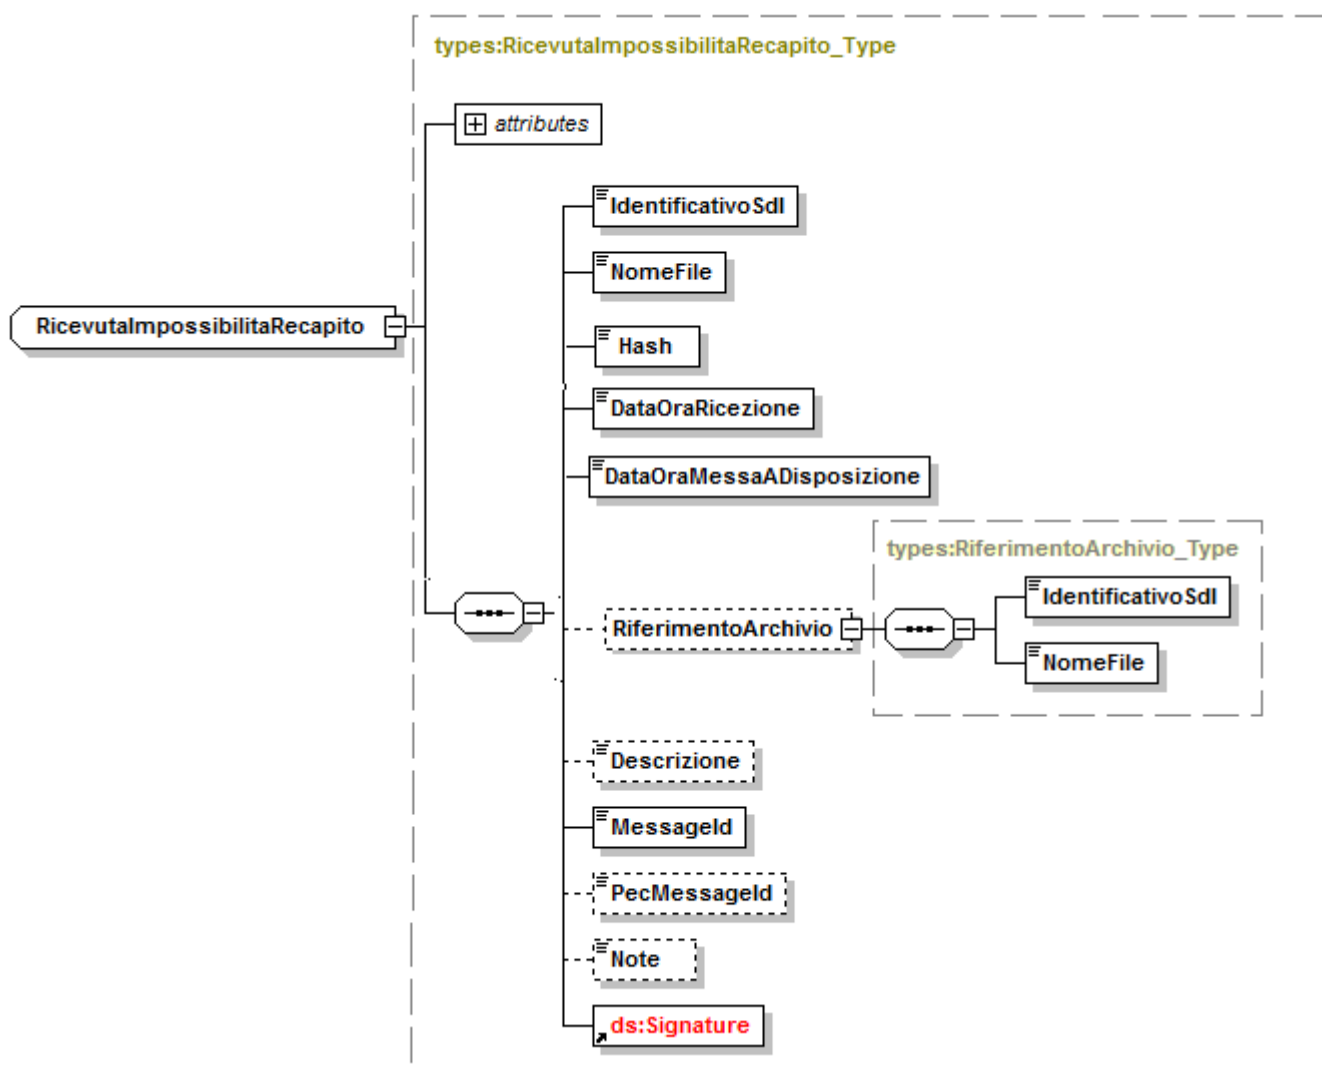 types:RicevutaImpossibilitaRecapito_Type
attributes
IdentificativoSdI
NomeFile
RicevutaImpossibilitaRecapito
Hash
DataOraRicezione
DataOraMessaADisposizione
types:RiferimentoArchivio_Type
IdentificativoSdI
RiferimentoArchivio
NomeFile
Descrizione
MessageId
PecMessageId
Note
ds:Signature